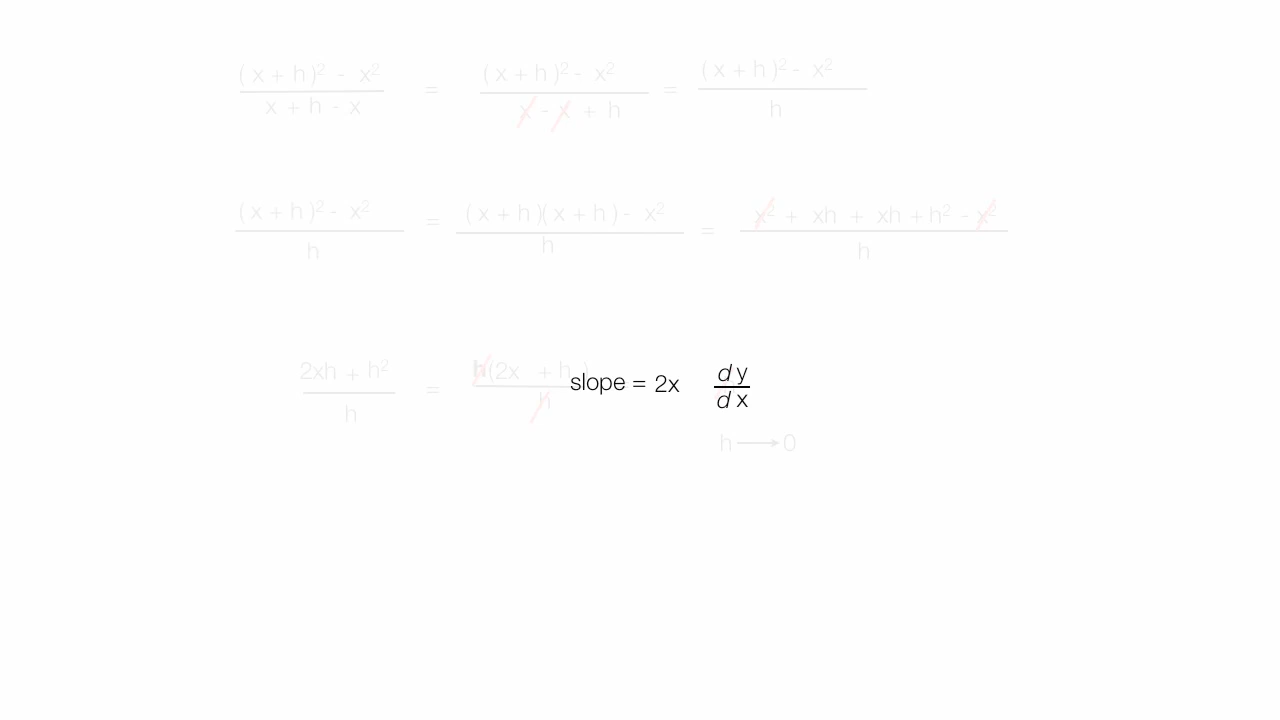 (x + h)² - x² / x + h - x = (x + h)² - x² / x - x + h = (x + h)² - x² / h
(x + h)² - x² / h = (x + h)(x + h) - x² / h = x² + xh + xh + h² - x² / h
2xh + h² / h = h(2x + h) / h slope = 2x dy / dx
h → 0